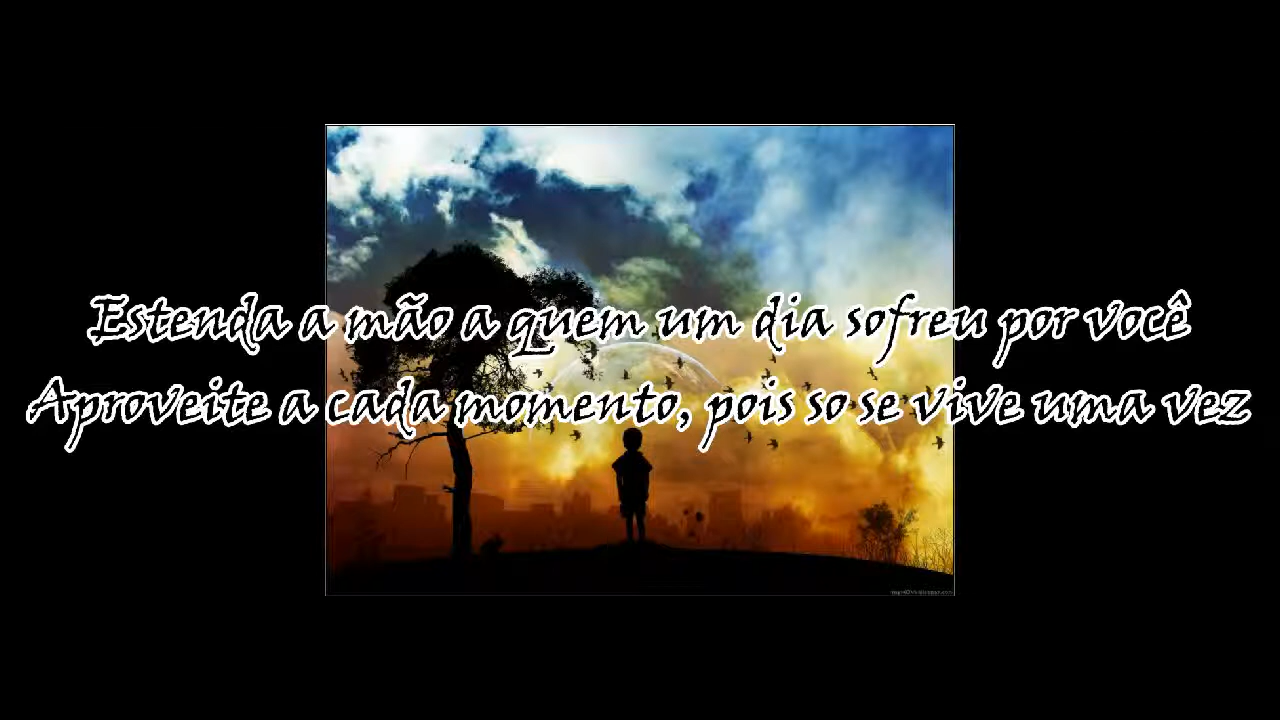 Estenda a mão a quem um dia sofreu por você
Aproveite a cada momento, pois so se vive uma vez